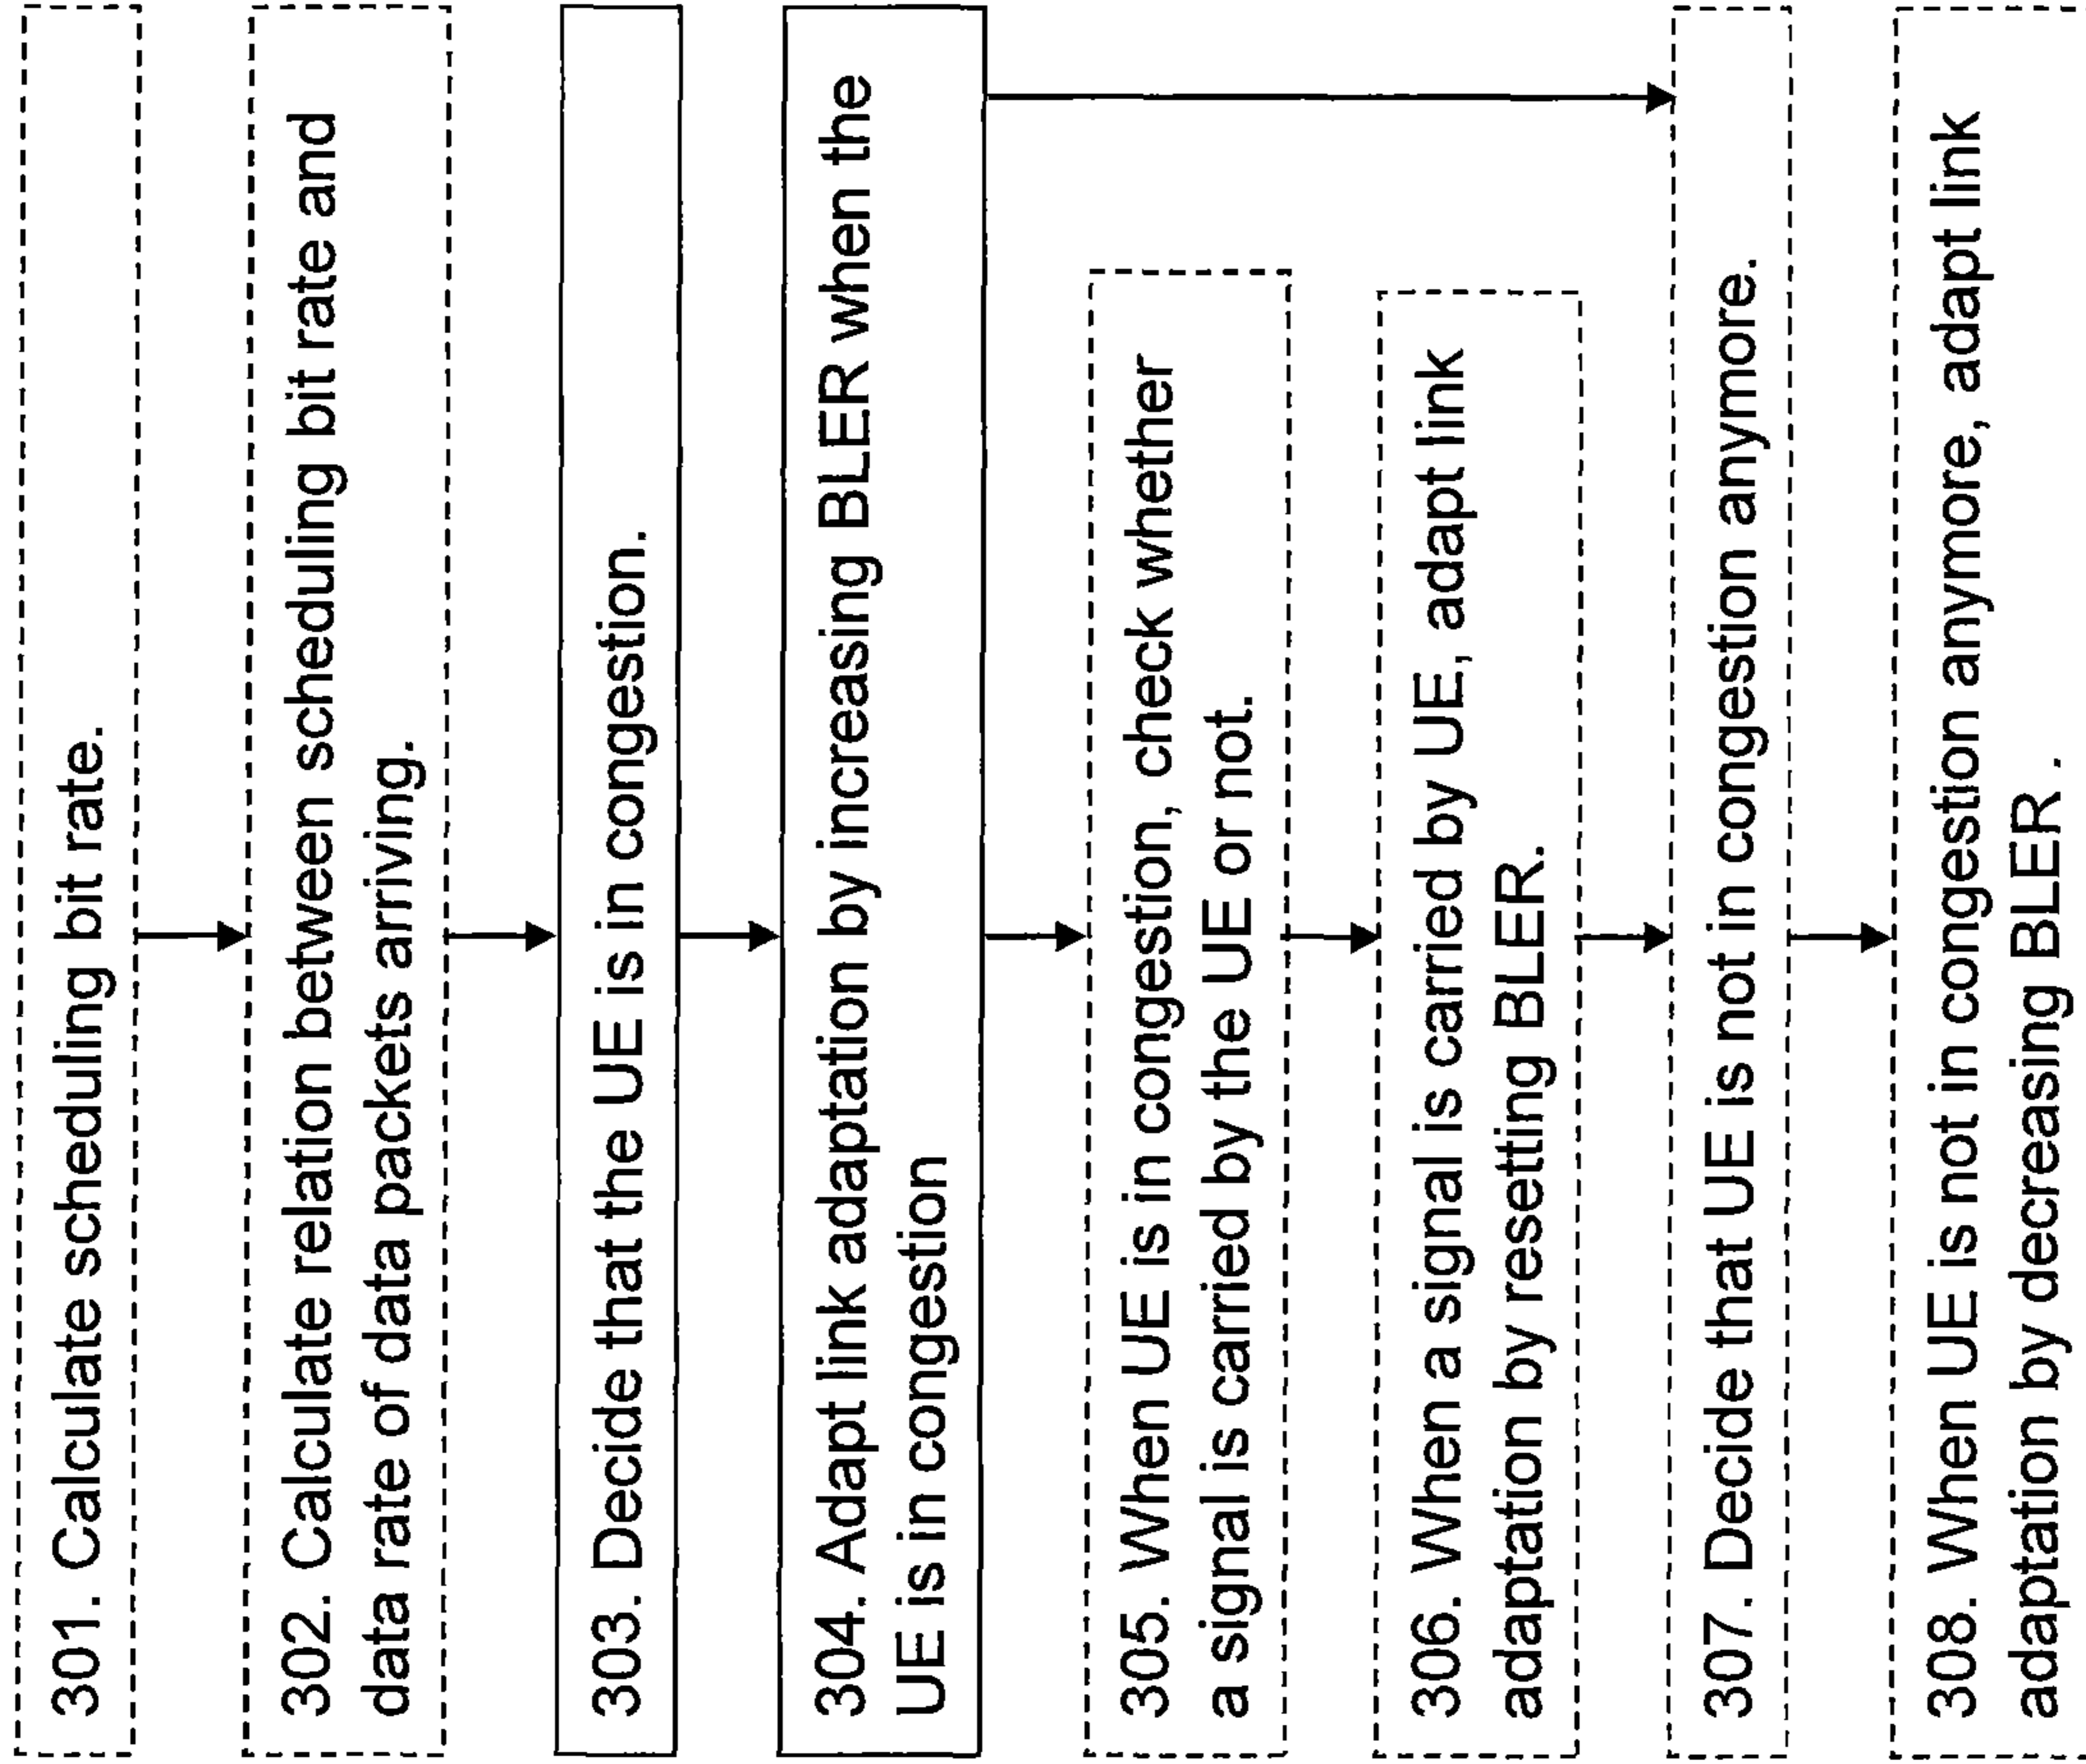 301. Calculate scheduling bit rate.
302. Calculate relation between scheduling bit rate and
data rate of data packets arriving.
303. Decide that the UE is in congestion.
304. Adapt link adaptation by increasing BLER when the
UE is in congestion
305. When UE is in congestion, check whether
a signal is carried by the UE or not.
306. When a signal is carried by UE, adapt link
adaptation by resetting BLER.
307. Decide that UE is not in congestion anymore.
308. When UE is not in congestion anymore, adapt link
adaptation by decreasing BLER .